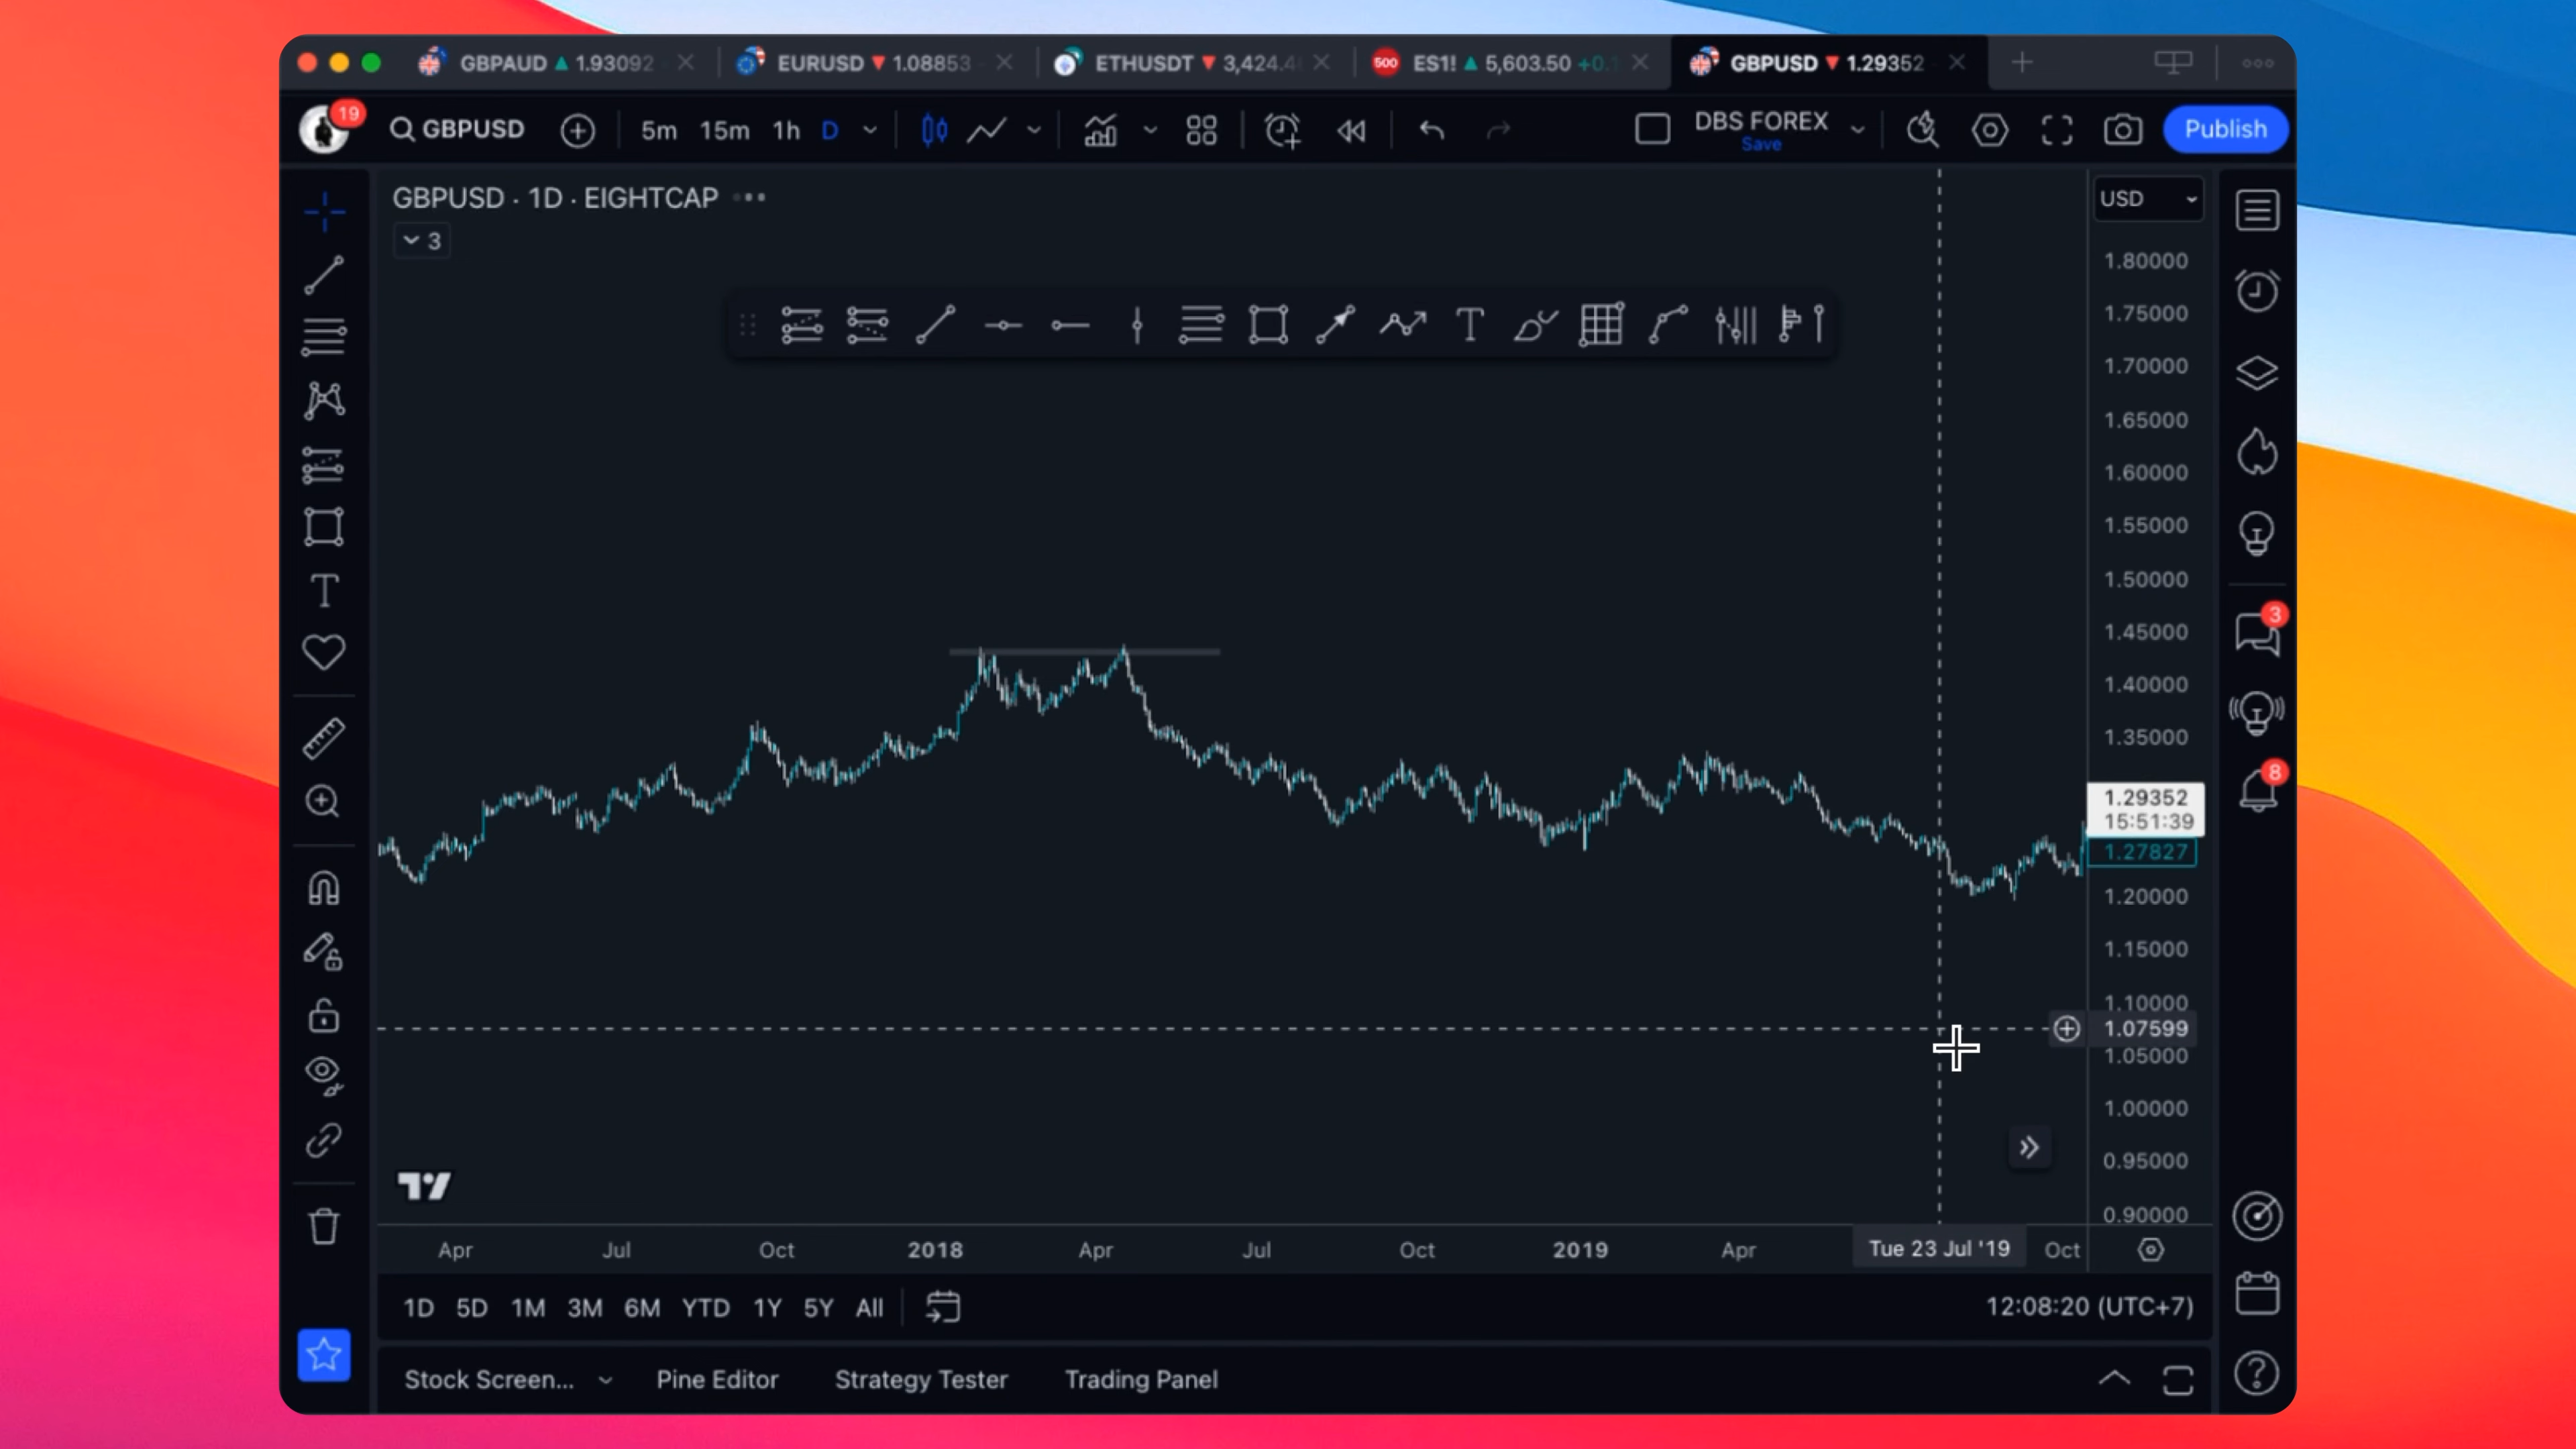 GBPAUD ▲ 1.93092
EURUSD ▼ 1.08853
ETHUSDT ▼ 3,424.4
500 ES1! ▲ 5,603.50 +0.
GBPUSD ▼ 1.29352
19
GBPUSD
5m 15m 1h D
DBS FOREX
Save
Publish
GBPUSD · 1D · EIGHTCAP
3
USD
1.80000
1.75000
1.70000
1.65000
1.60000
1.55000
1.50000
1.45000
1.40000
1.35000
1.29352
15:51:39
1.27827
1.20000
1.15000
1.10000
1.07599
1.05000
1.00000
0.95000
0.90000
3
8
Apr Jul Oct 2018 Apr Jul Oct 2019 Apr Tue 23 Jul '19 Oct
1D 5D 1M 3M 6M YTD 1Y 5Y All
12:08:20 (UTC+7)
Stock Screen... Pine Editor Strategy Tester Trading Panel